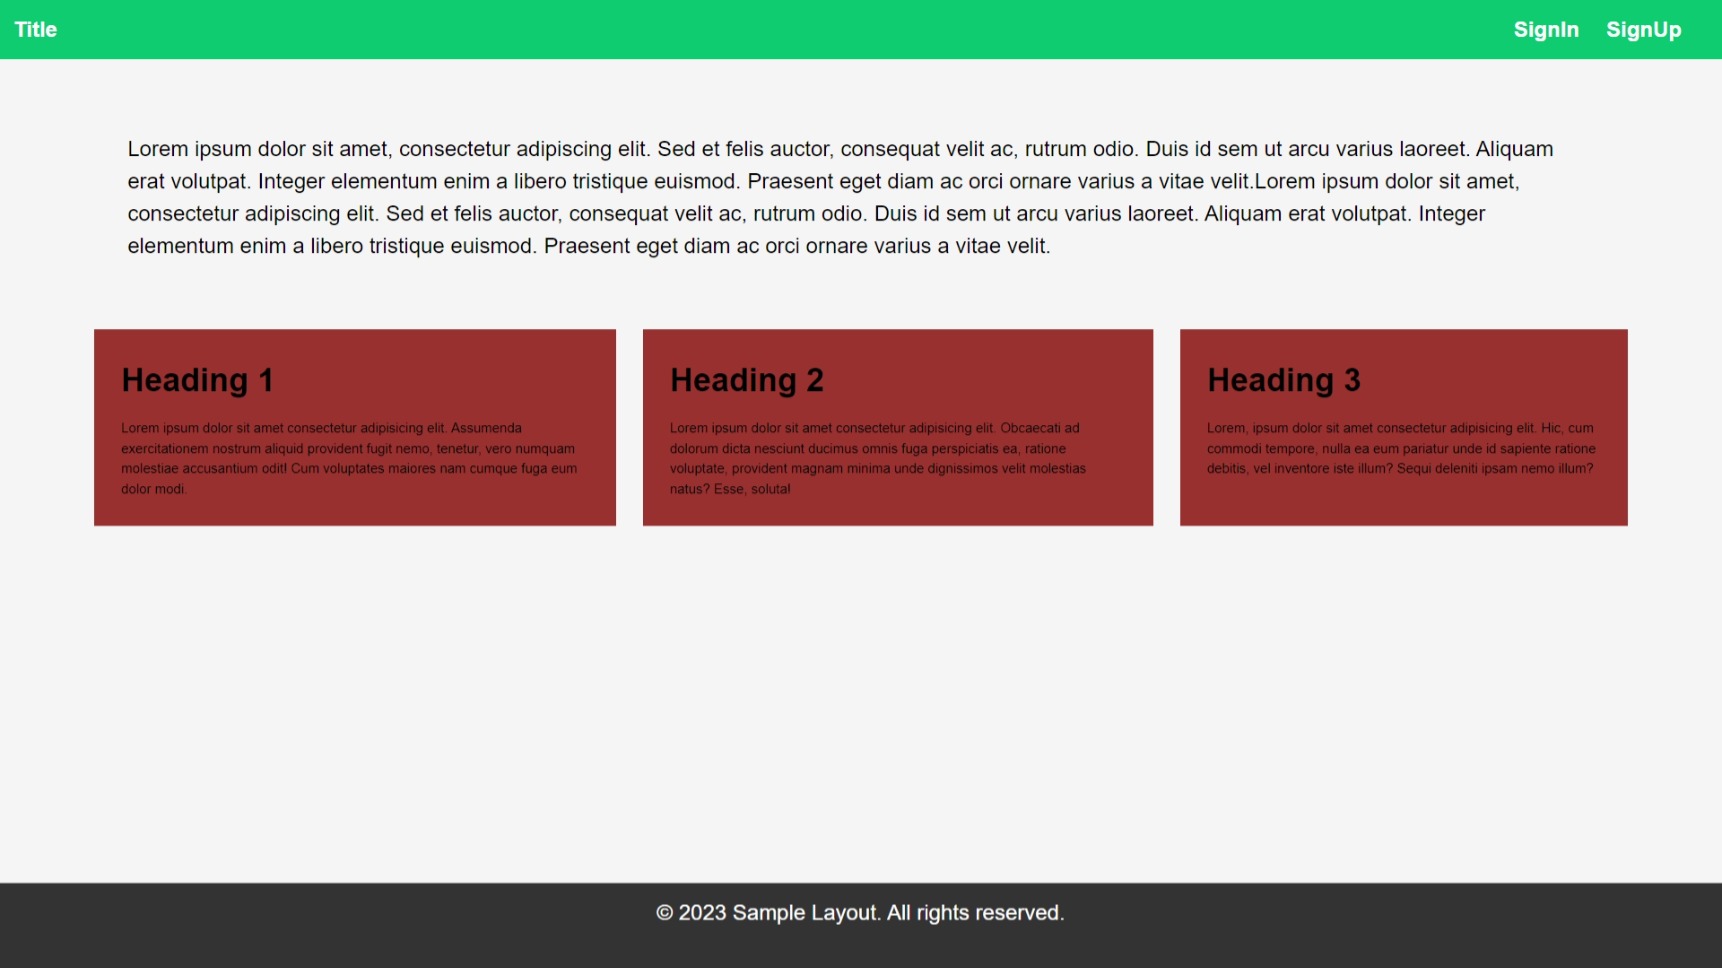 Title
SignIn SignUp
Lorem ipsum dolor sit amet, consectetur adipiscing elit. Sed et felis auctor, consequat velit ac, rutrum odio. Duis id sem ut arcu varius laoreet. Aliquam
erat volutpat. Integer elementum enim a libero tristique euismod. Praesent eget diam ac orci ornare varius a vitae velit.Lorem ipsum dolor sit amet,
consectetur adipiscing elit. Sed et felis auctor, consequat velit ac, rutrum odio. Duis id sem ut arcu varius laoreet. Aliquam erat volutpat. Integer
elementum enim a libero tristique euismod. Praesent eget diam ac orci ornare varius a vitae velit.
Heading 1
Lorem ipsum dolor sit amet consectetur adipisicing elit. Assumenda
exercitationem nostrum aliquid provident fugit nemo, tenetur, vero numquam
molestiae accusantium odit! Cum voluptates maiores nam cumque fuga eum
dolor modi.
Heading 2
Lorem ipsum dolor sit amet consectetur adipisicing elit. Obcaecati ad
dolorum dicta nesciunt ducimus omnis fuga perspiciatis ea, ratione
voluptate, provident magnam minima unde dignissimos velit molestias
natus? Esse, soluta!
Heading 3
Lorem, ipsum dolor sit amet consectetur adipisicing elit. Hic, cum
commodi tempore, nulla ea eum pariatur unde id sapiente ratione
debitis, vel inventore iste illum? Sequi deleniti ipsam nemo illum?
© 2023 Sample Layout. All rights reserved.